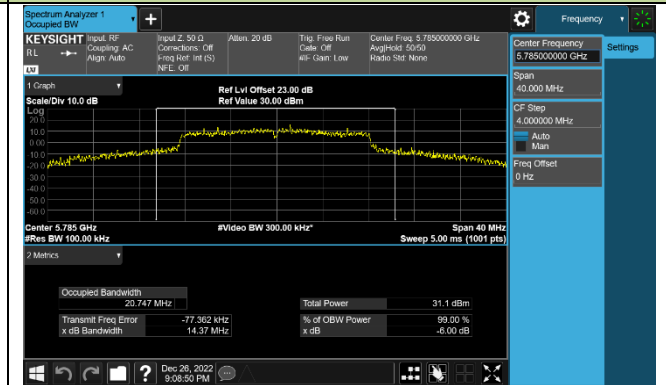 Spectrum Analyzer 1
Occupied BW
+
Frequency
KEYSIGHT Input: RF
RL
Coupling: AC
Align: Auto
LXI
Input Z: 50 Ω
Corrections: Off
Freq Ref: Int (S)
NFE: Off
Atten: 20 dB
Trig: Free Run
Gate: Off
#IF Gain: Low
Center Freq: 5.785000000 GHz
Avg|Hold: 50/50
Radio Std: None
Center Frequency
5.785000000 GHz
Settings
Span
40.000 MHz
CF Step
4.000000 MHz
Auto
Man
Freq Offset
0 Hz
1 Graph
Scale/Div 10.0 dB
Ref Lvl Offset 23.00 dB
Ref Value 30.00 dBm
Log
20.0
10.0
0.00
-10.0
-20.0
-30.0
-40.0
-50.0
-60.0
Center 5.785 GHz
#Video BW 300.00 kHz*
Span 40 MHz
#Res BW 100.00 kHz
Sweep 5.00 ms (1001 pts)
2 Metrics
Occupied Bandwidth
20.747 MHz
Total Power 31.1 dBm
Transmit Freq Error -77.362 kHz
% of OBW Power 99.00 %
x dB Bandwidth 14.37 MHz
x dB -6.00 dB
?
Dec 26, 2022
9:08:50 PM